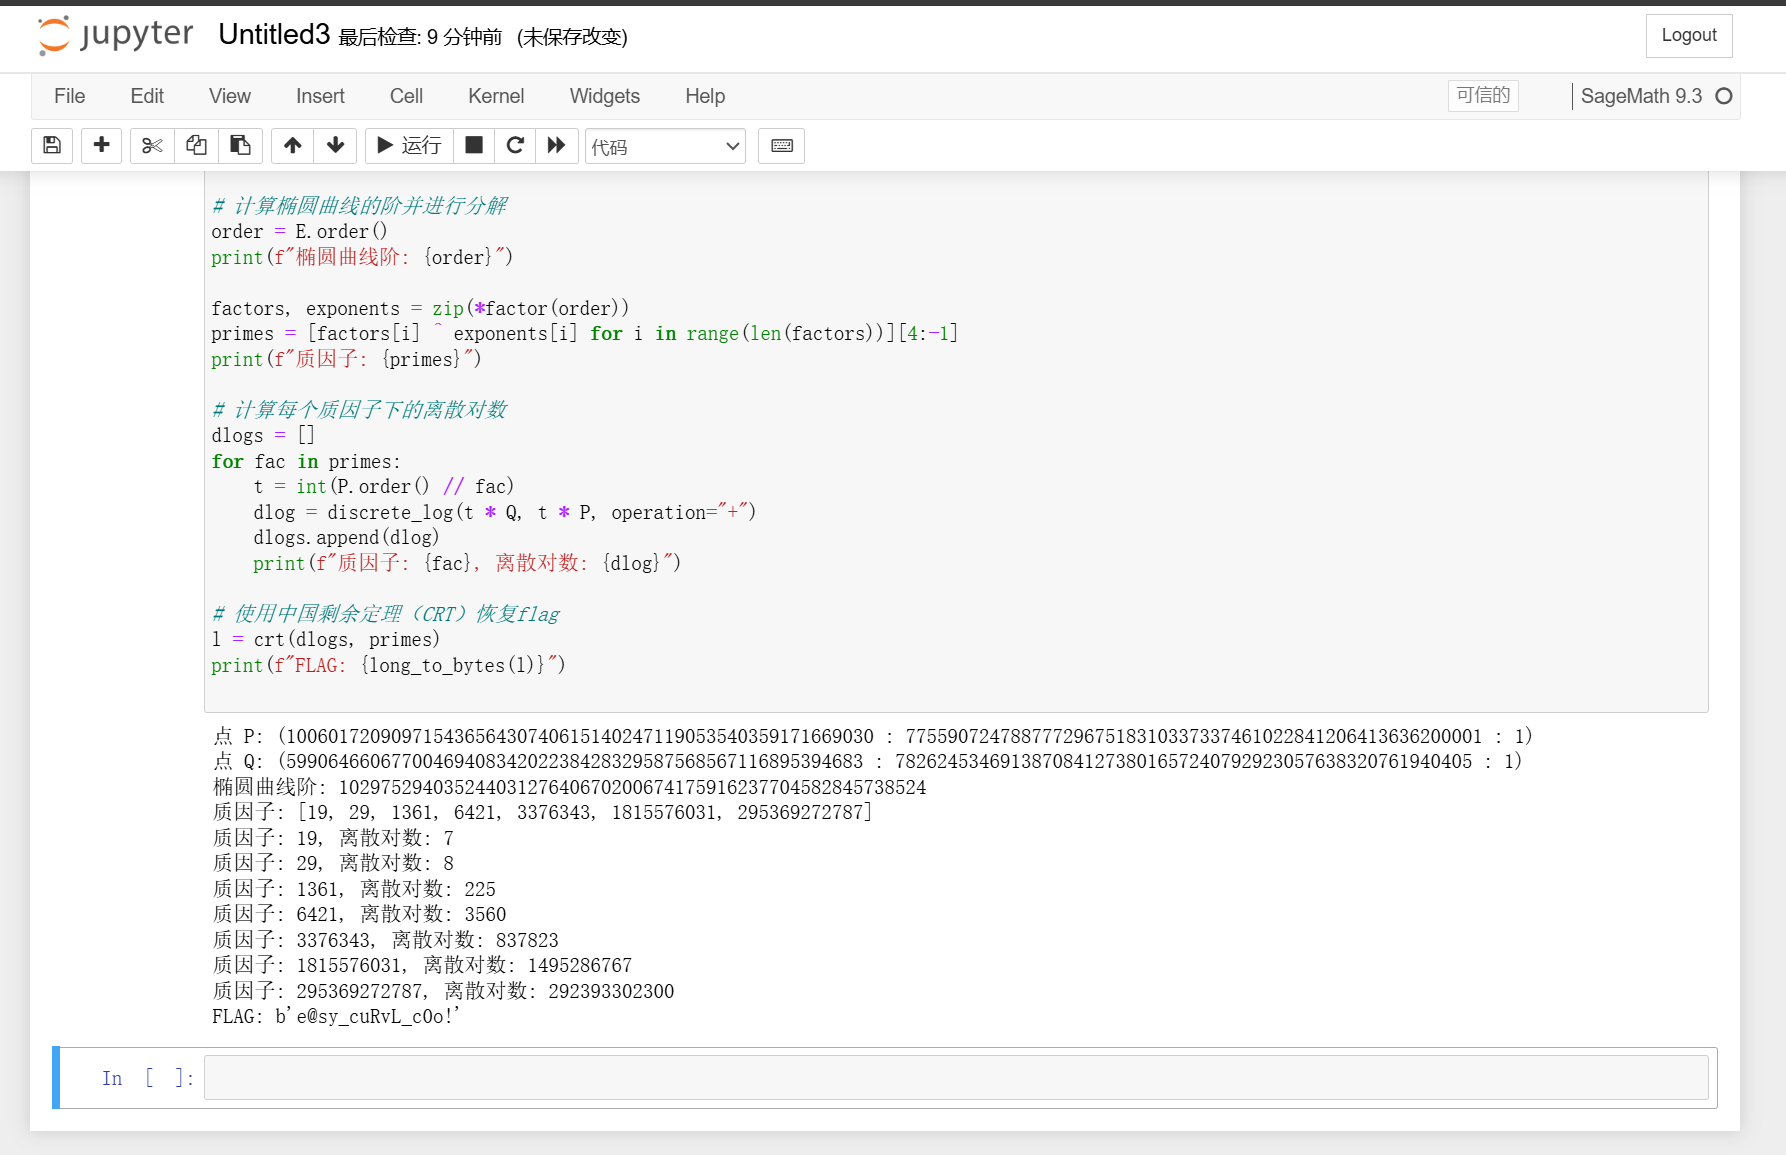 jupyter Untitled3 最后检查: 9 分钟前 (未保存改变) Logout
File Edit View Insert Cell Kernel Widgets Help 可信的 SageMath 9.3
运行 代码
# 计算椭圆曲线的阶并进行分解
order = E.order()
print(f"椭圆曲线阶: {order}")
factors, exponents = zip(*factor(order))
primes = [factors[i] ^ exponents[i] for i in range(len(factors))][4:-1]
print(f"质因子: {primes}")
# 计算每个质因子下的离散对数
dlogs = []
for fac in primes:
    t = int(P.order() // fac)
    dlog = discrete_log(t * Q, t * P, operation="+")
    dlogs.append(dlog)
    print(f"质因子: {fac}, 离散对数: {dlog}")
# 使用中国剩余定理（CRT）恢复flag
l = crt(dlogs, primes)
print(f"FLAG: {long_to_bytes(l)}")
点 P: (10060172090971543656430740615140247119053540359171669030 : 7755907247887772967518310337337461022841206413636200001 : 1)
点 Q: (5990646606770046940834202238428329587568567116895394683 : 7826245346913870841273801657240792923057638320761940405 : 1)
椭圆曲线阶: 10297529403524403127640670200674175916237704582845738524
质因子: [19, 29, 1361, 6421, 3376343, 1815576031, 295369272787]
质因子: 19, 离散对数: 7
质因子: 29, 离散对数: 8
质因子: 1361, 离散对数: 225
质因子: 6421, 离散对数: 3560
质因子: 3376343, 离散对数: 837823
质因子: 1815576031, 离散对数: 1495286767
质因子: 295369272787, 离散对数: 292393302300
FLAG: b'e@sy_cuRvL_c0o!'
In [ ]: